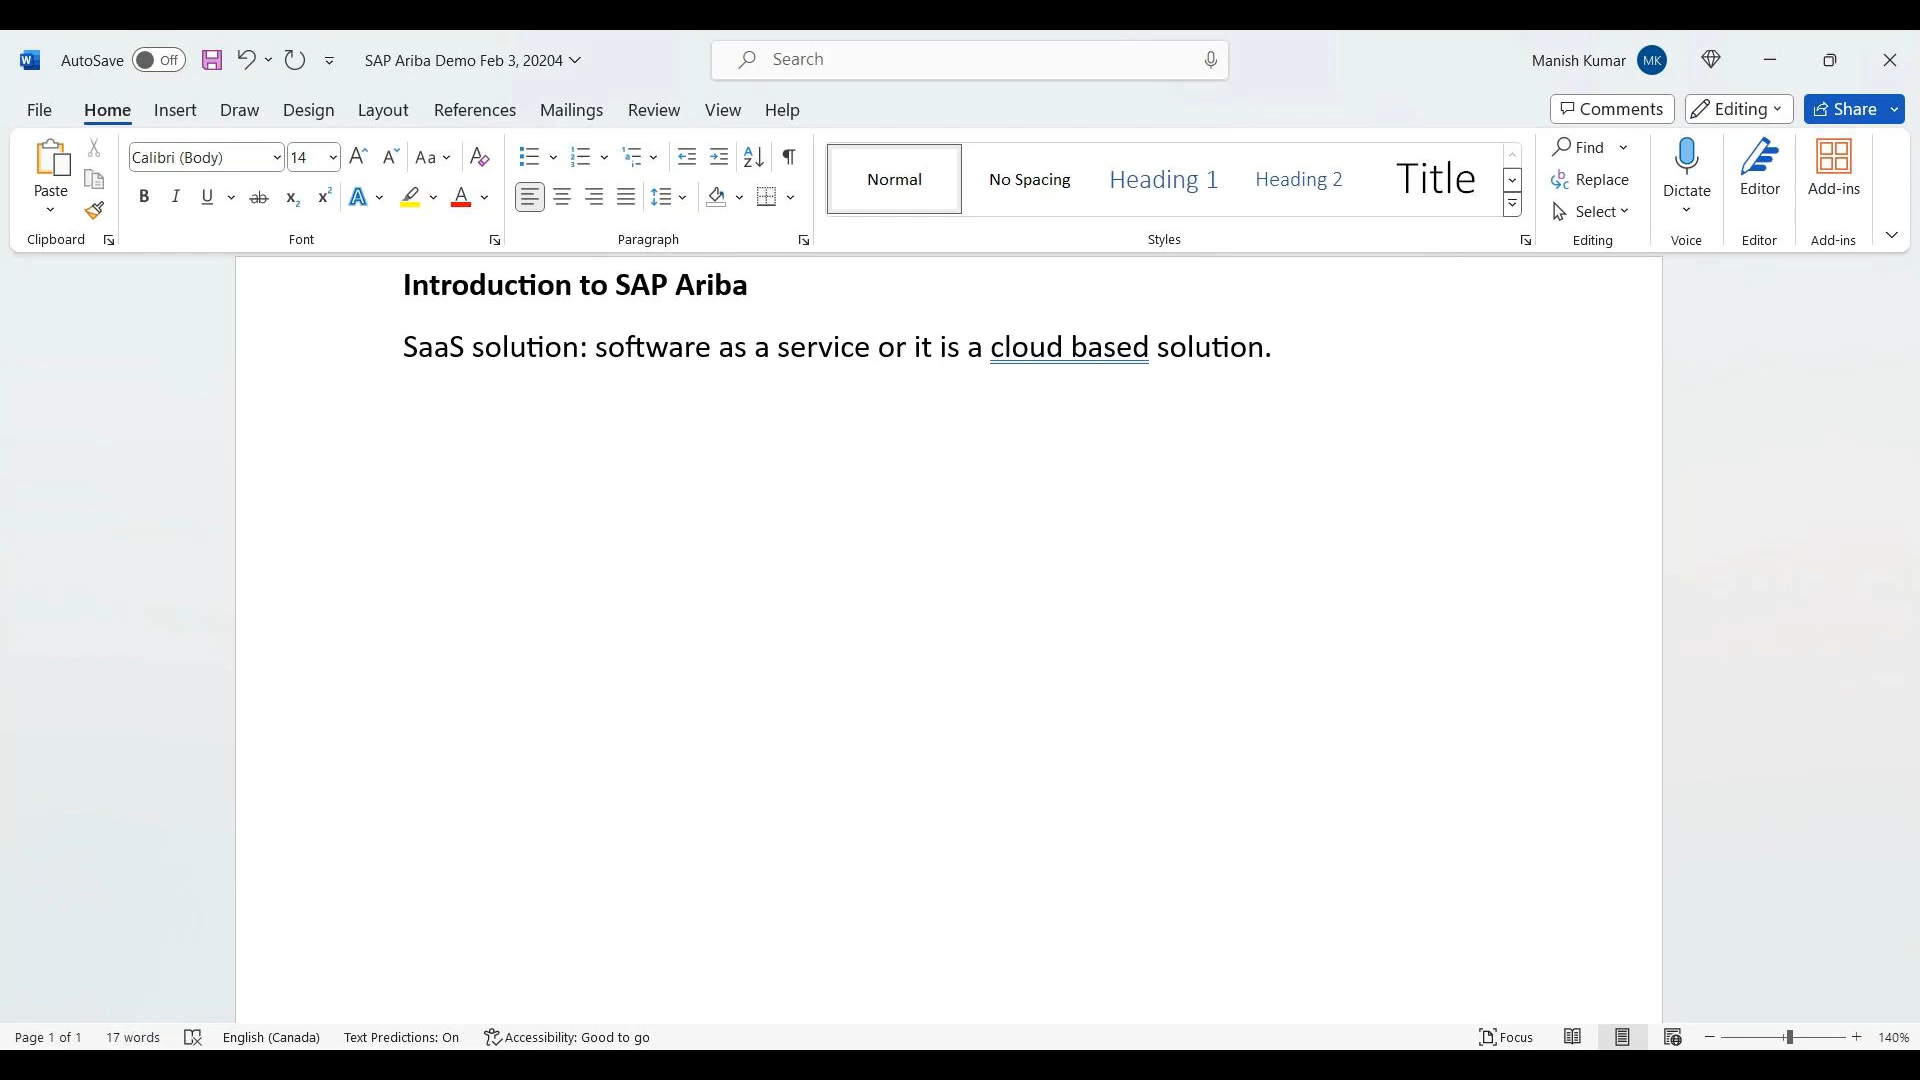 AutoSave Off SAP Ariba Demo Feb 3, 20204 Search Manish Kumar MK
File Home Insert Draw Design Layout References Mailings Review View Help Comments Editing Share
Paste Calibri (Body) 14 Aa Normal No Spacing Heading 1 Heading 2 Title Find Replace Select Dictate Editor Add-ins
Clipboard Font Paragraph Styles Editing Voice Editor Add-ins
Introduction to SAP Ariba
SaaS solution: software as a service or it is a cloud based solution.
Page 1 of 1 17 words English (Canada) Text Predictions: On Accessibility: Good to go Focus 140%